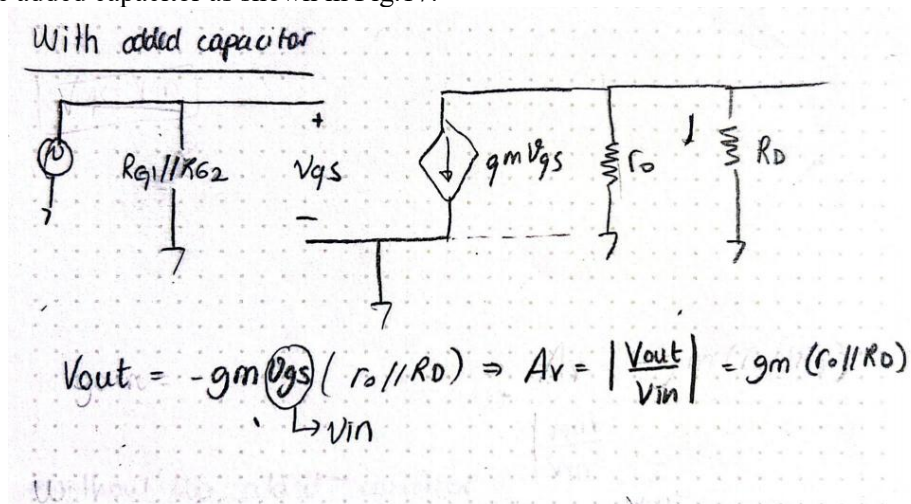 added capacitor as shown in Fig.17.
With added capacitor
+
RG1//RG2 vgs gmvgs ro RD
−
Vout = -gm vgs ( ro//RD) ⇒ Av = |Vout/Vin| = gm (ro//RD)
↳ vin